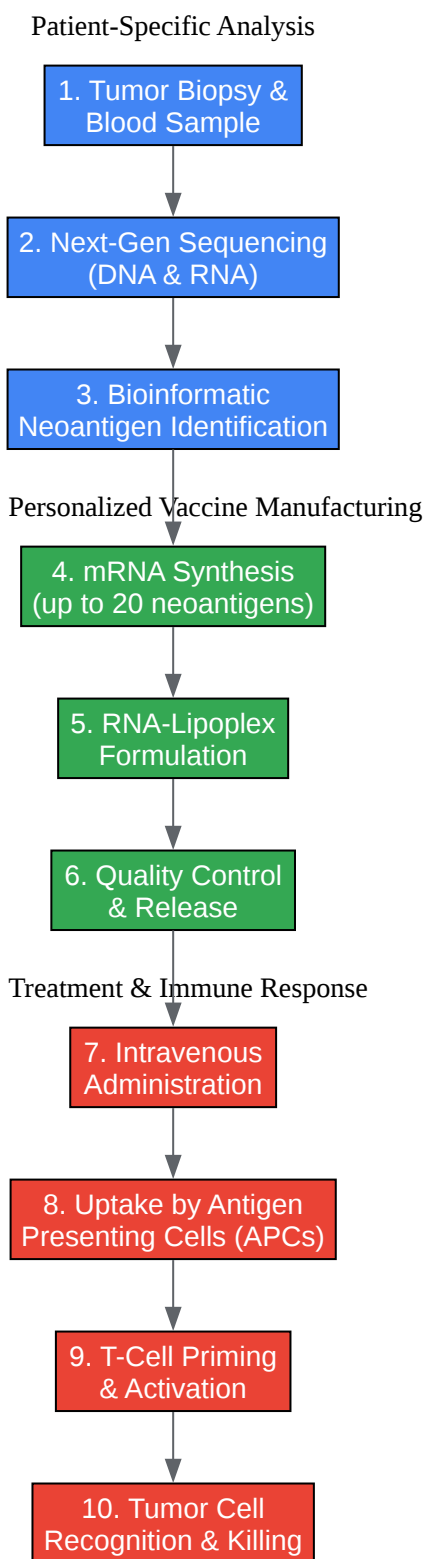 Patient-Specific Analysis
1. Tumor Biopsy &
Blood Sample
2. Next-Gen Sequencing
(DNA & RNA)
3. Bioinformatic
Neoantigen Identification
Personalized Vaccine Manufacturing
4. mRNA Synthesis
(up to 20 neoantigens)
5. RNA-Lipoplex
Formulation
6. Quality Control
& Release
Treatment & Immune Response
7. Intravenous
Administration
8. Uptake by Antigen
Presenting Cells (APCs)
9. T-Cell Priming
& Activation
10. Tumor Cell
Recognition & Killing